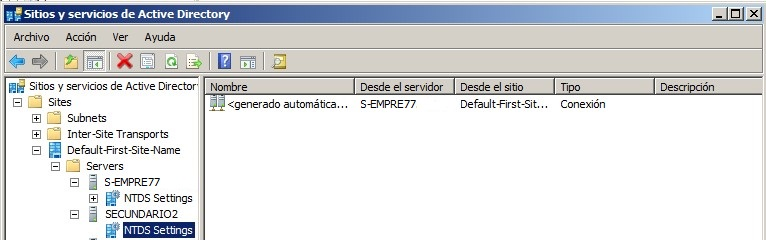 Sitios y servicios de Active Directory
Archivo Acción Ver Ayuda
Sitios y servicios de Active Director
Sites
Subnets
Inter-Site Transports
Default-First-Site-Name
Servers
S-EMPRE77
NTDS Settings
SECUNDARIO2
NTDS Settings
Nombre Desde el servidor Desde el sitio Tipo Descripción
<generado automática... S-EMPRE77 Default-First-Sit... Conexión